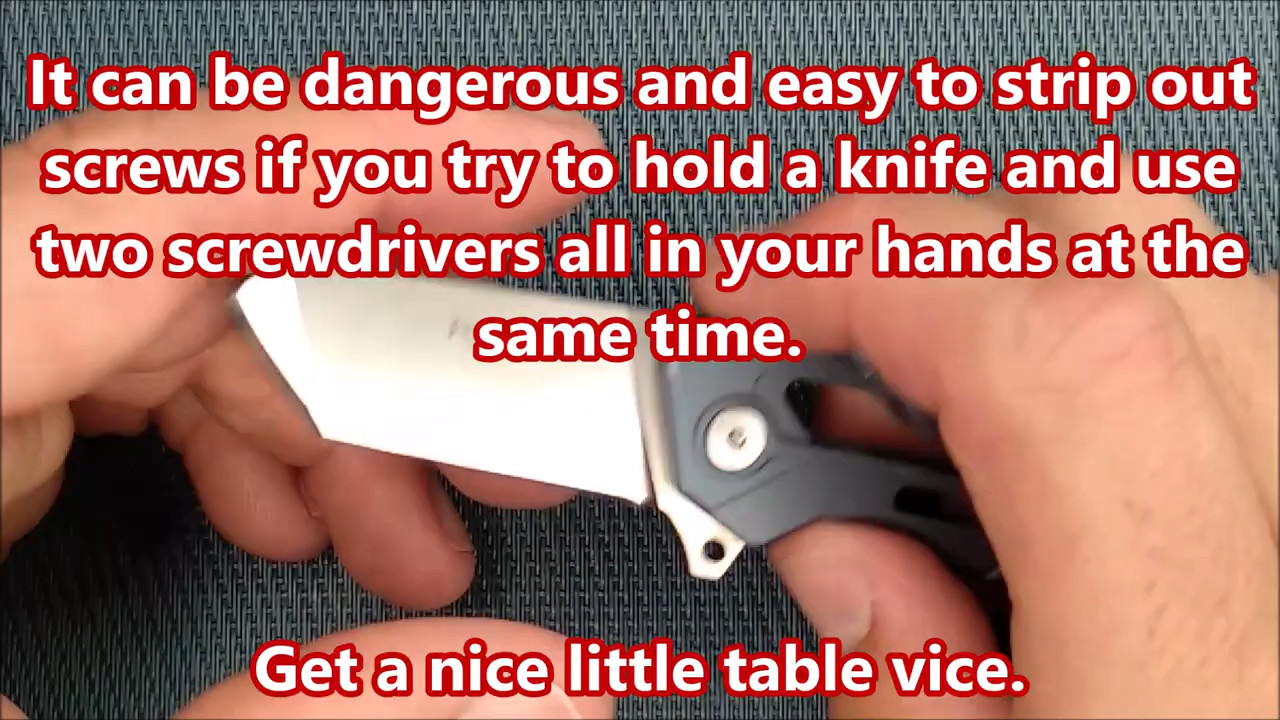 It can be dangerous and easy to strip out
screws if you try to hold a knife and use
two screwdrivers all in your hands at the
same time.
Get a nice little table vice.